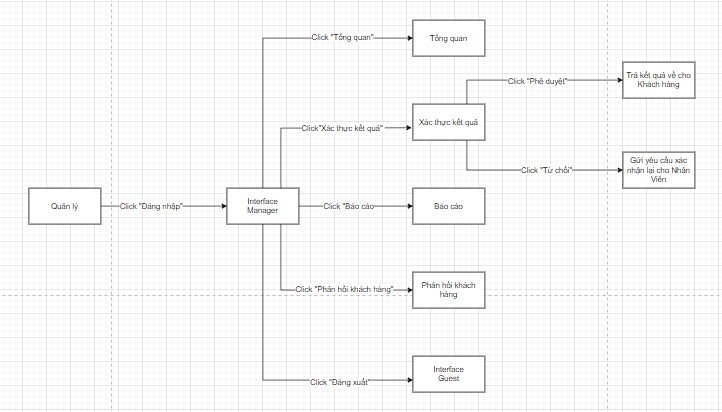 Click "Tổng quan"
Tổng quan
Click "Phê duyệt"
Trả kết quả về cho
Khách hàng
Click"Xác thực kết quả"
Xác thực kết quả
Click "Từ chối"
Gửi yêu cầu xác
nhận lại cho Nhân
Viên
Quản lý
Click "Đăng nhập"
Interface
Manager
Click "Báo cáo
Báo cáo
Click "Phản hồi khách hàng"
Phản hồi khách
hàng
Click "Đăng xuất"
Interface
Guest